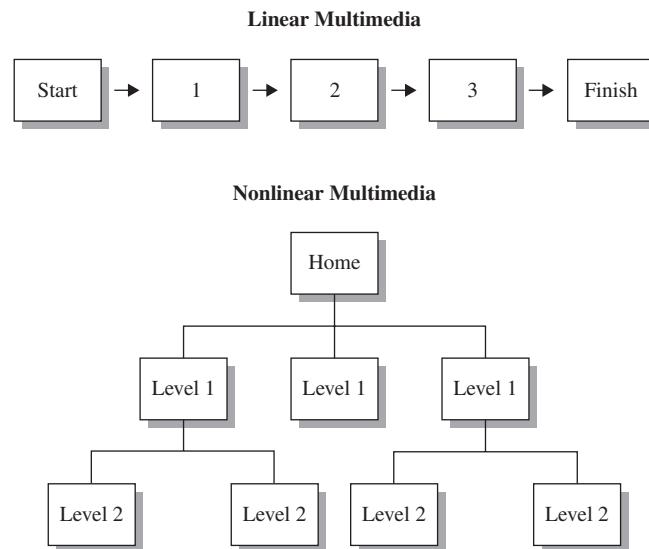 Linear Multimedia
Start 1 2 3 Finish
Nonlinear Multimedia
Home
Level 1 Level 1 Level 1
Level 2 Level 2 Level 2 Level 2